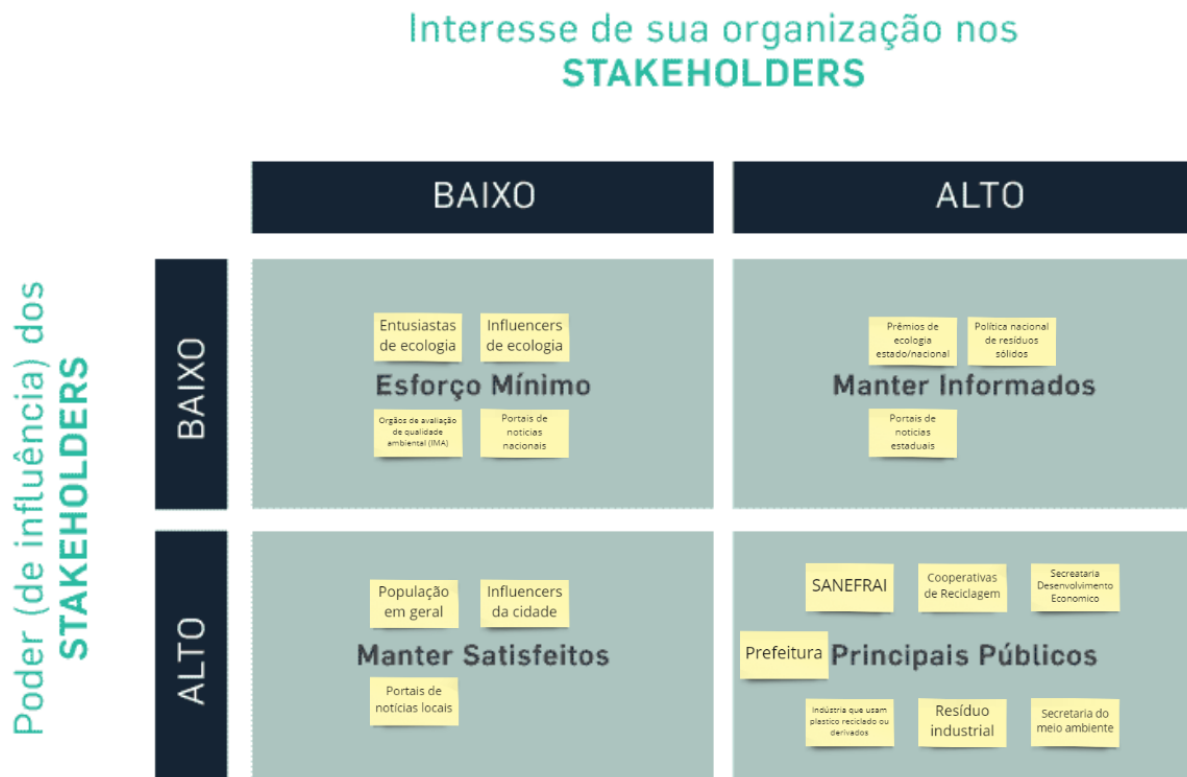 Interesse de sua organização nos
STAKEHOLDERS
BAIXO
ALTO
Poder (de influência) dos
STAKEHOLDERS
BAIXO
Entusiastas
de ecologia
Influencers
de ecologia
Esforço Mínimo
Orgãos de avaliação
de qualidade
ambiental (IMA)
Portais de
noticias
nacionais
Prêmios de
ecologia
estado/nacional
Política nacional
de resíduos
sólidos
Manter Informados
Portais de
noticias
estaduais
ALTO
População
em geral
Influencers
da cidade
Manter Satisfeitos
Portais de
notícias locais
SANEFRAI
Cooperativas
de Reciclagem
Secreataria
Desenvolvimento
Economico
Prefeitura
Principais Públicos
Indústria que usam
plastico reciclado ou
derivados
Resíduo
industrial
Secretaria do
meio ambiente